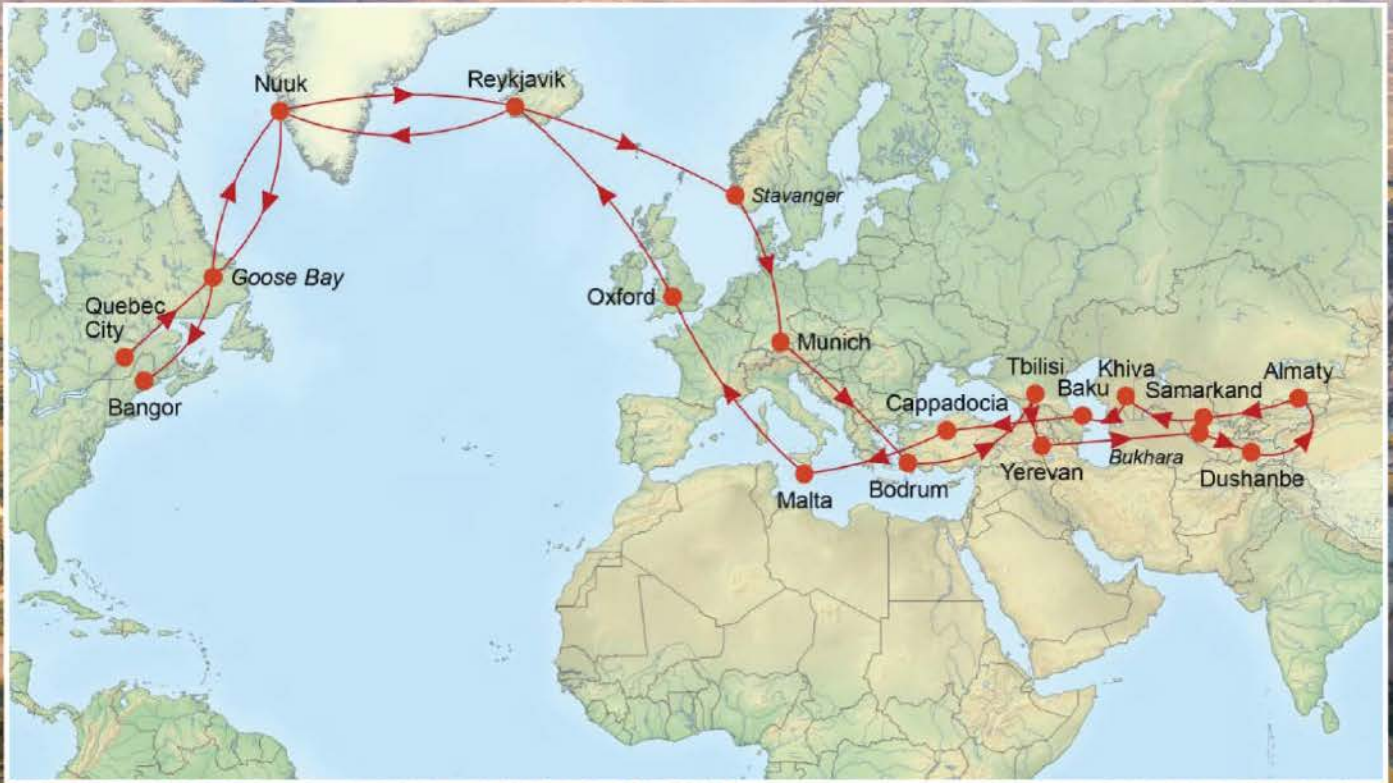 Nuuk
Reykjavik
Stavanger
Goose Bay
Quebec
City
Oxford
Munich
Bangor
Tbilisi
Baku
Khiva
Samarkand
Almaty
Cappadocia
Yerevan
Bukhara
Dushanbe
Malta
Bodrum